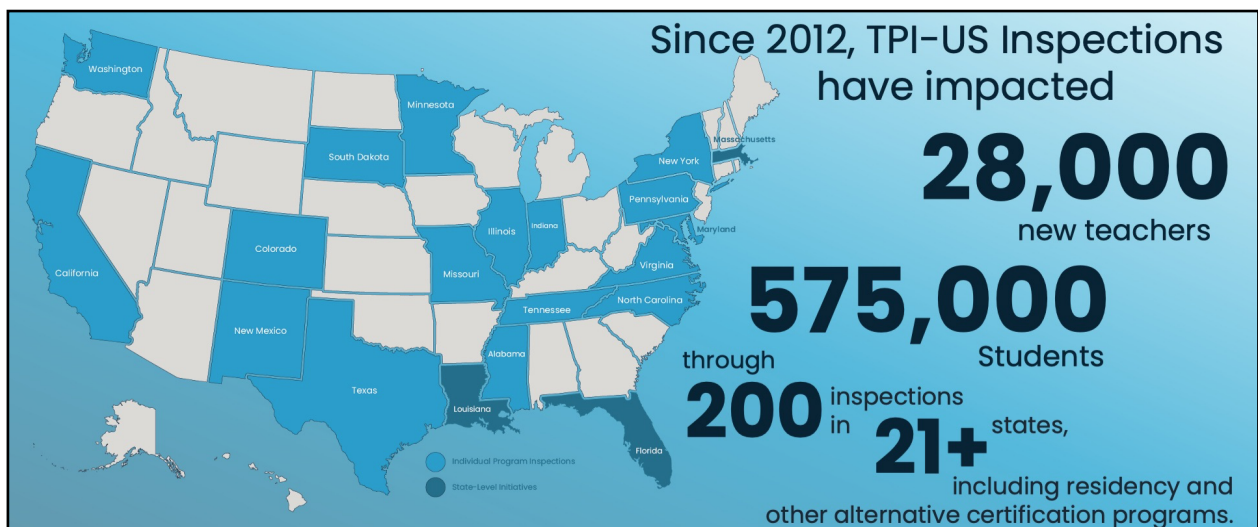 Since 2012, TPI-US Inspections
have impacted
28,000
new teachers
575,000
Students
through
200 inspections
in 21+ states,
including residency and
other alternative certification programs.
Washington
Minnesota
Massachusetts
South Dakota
New York
Pennsylvania
Illinois
Indiana
Maryland
Colorado
Missouri
Virginia
California
North Carolina
Tennessee
New Mexico
Alabama
Texas
Louisiana
Florida
Individual Program Inspections
State-Level Initiatives